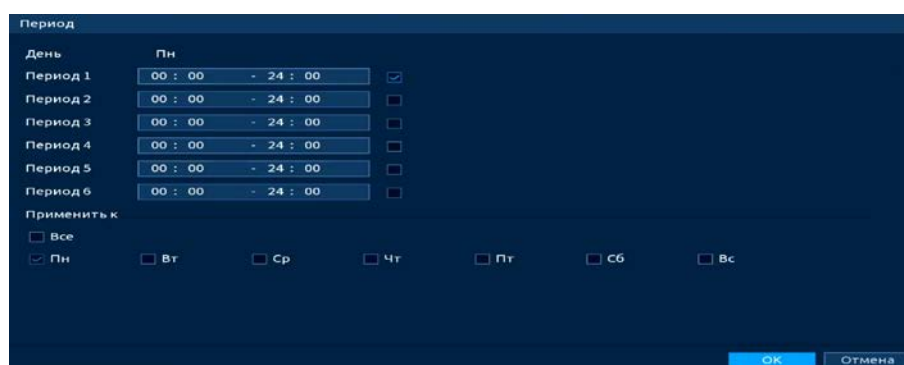 Период
День Пн
Период 1 00 : 00 - 24 : 00
Период 2 00 : 00 - 24 : 00
Период 3 00 : 00 - 24 : 00
Период 4 00 : 00 - 24 : 00
Период 5 00 : 00 - 24 : 00
Период 6 00 : 00 - 24 : 00
Применить к
Все
Пн Вт Ср Чт Пт Сб Вс
OK Отмена